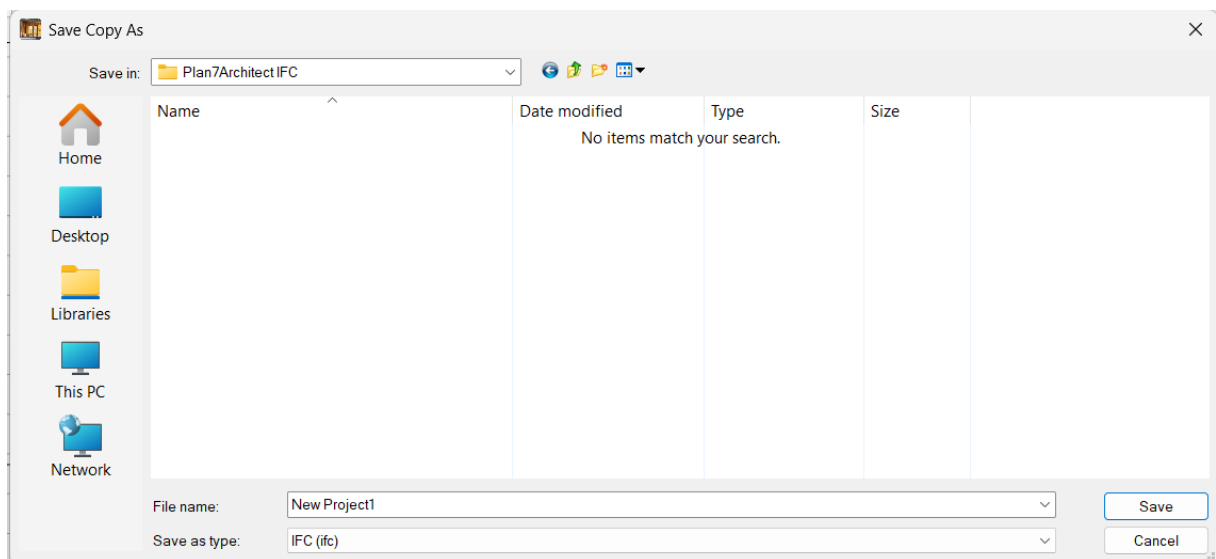 Save Copy As
Save in: Plan7Architect IFC
Name Date modified Type Size
No items match your search.
Home
Desktop
Libraries
This PC
Network
File name: New Project1 Save
Save as type: IFC (ifc) Cancel